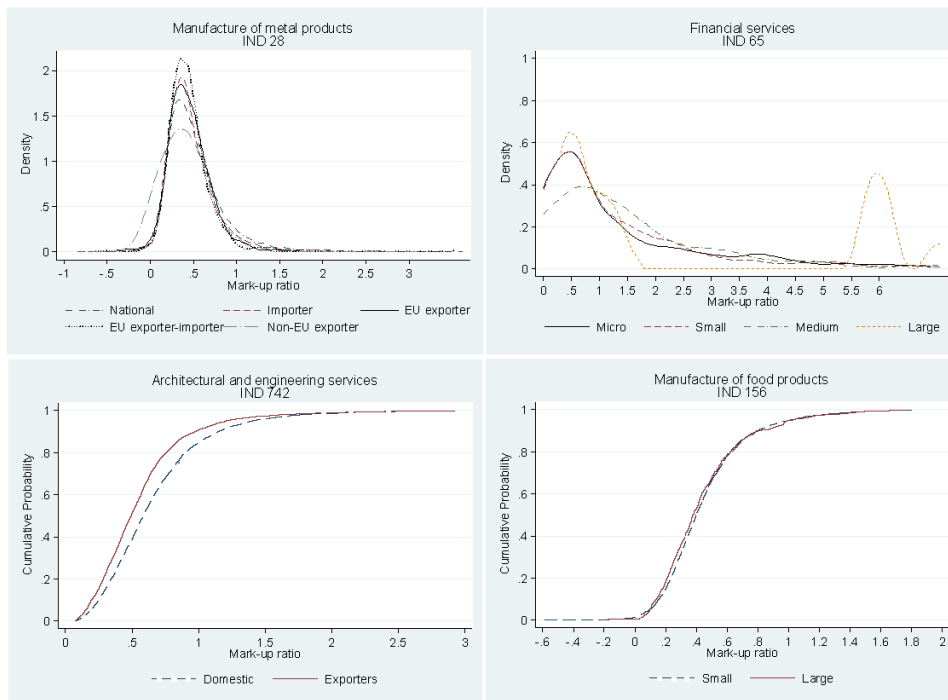 Manufacture of metal products
IND 28
Density
2
1.5
1
.5
0
-1 -.5 0 .5 1 1.5 2 2.5 3
Mark-up ratio
National Importer EU exporter
EU exporter-importer Non-EU exporter
Financial services
IND 65
Density
1
.8
.6
.4
.2
0
0 .5 1 1.5 2 2.5 3 3.5 4 4.5 5 5.5 6
Mark-up ratio
Micro Small Medium Large
Architectural and engineering services
IND 742
Cumulative Probability
1
.8
.6
.4
.2
0
0 .5 1.0 1.5 2.0 2.5 3
Mark-up ratio
Domestic Exporters
Manufacture of food products
IND 156
Cumulative Probability
1
.8
.6
.4
.2
0
-.6 -.4 -.2 0 .2 .4 .6 .8 1 1.2 1.4 1.6 1.8 2
Mark-up ratio
Small Large